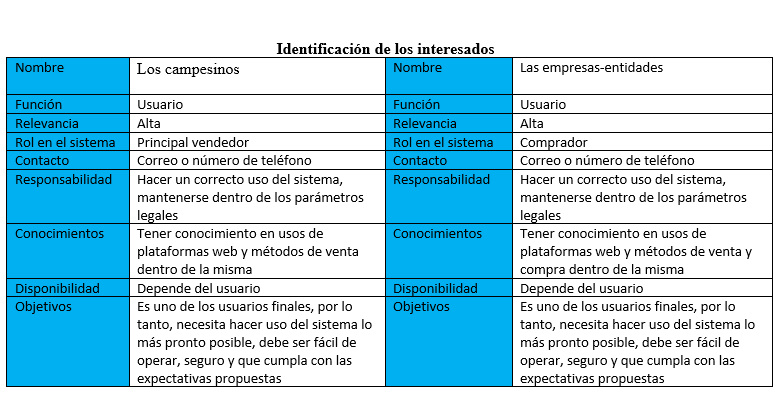 Identificación de los interesados
Nombre Los campesinos Nombre Las empresas-entidades
Función Usuario Función Usuario
Relevancia Alta Relevancia Alta
Rol en el sistema Principal vendedor Rol en el sistema Comprador
Contacto Correo o número de teléfono Contacto Correo o número de teléfono
Responsabilidad Hacer un correcto uso del sistema, Responsabilidad Hacer un correcto uso del sistema,
mantenerse dentro de los parámetros mantenerse dentro de los parámetros
legales legales
Conocimientos Tener conocimiento en usos de Conocimientos Tener conocimiento en usos de
plataformas web y métodos de venta plataformas web y métodos de venta y
dentro de la misma compra dentro de la misma
Disponibilidad Depende del usuario Disponibilidad Depende del usuario
Objetivos Es uno de los usuarios finales, por lo Objetivos Es uno de los usuarios finales, por lo
tanto, necesita hacer uso del sistema lo tanto, necesita hacer uso del sistema lo
más pronto posible, debe ser fácil de más pronto posible, debe ser fácil de
operar, seguro y que cumpla con las operar, seguro y que cumpla con las
expectativas propuestas expectativas propuestas